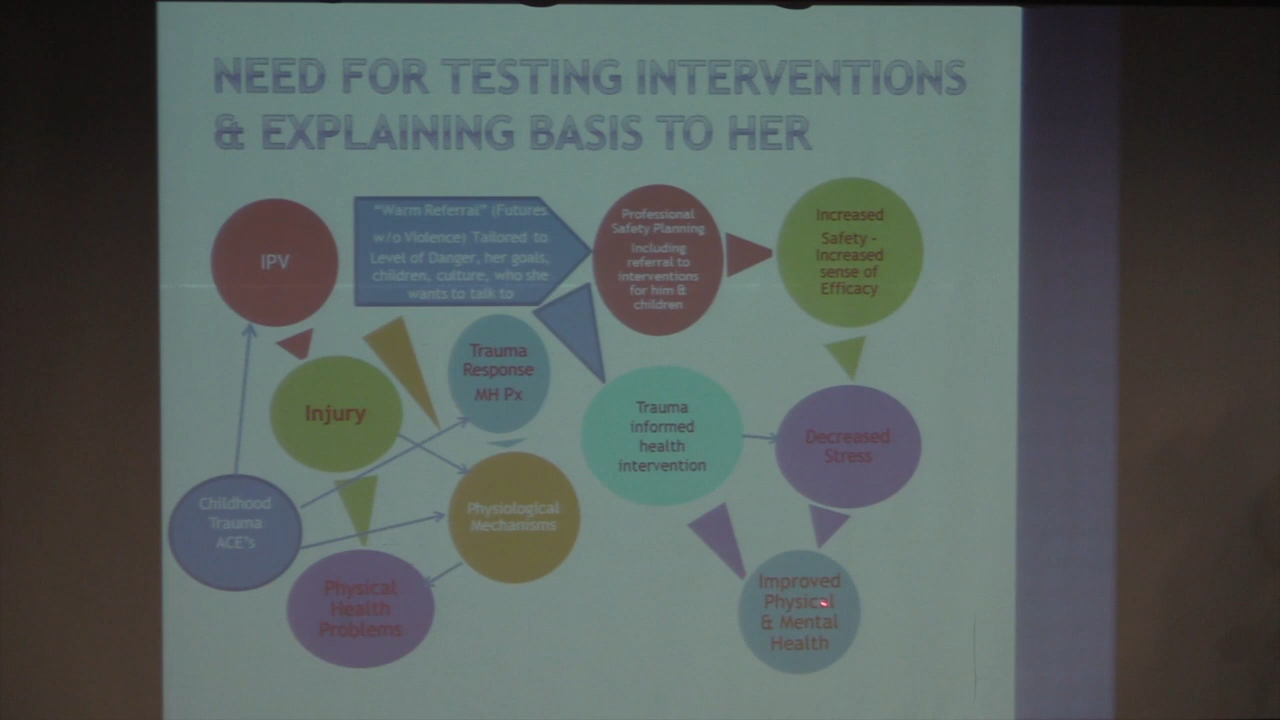 NEED FOR TESTING INTERVENTIONS
& EXPLAINING BASIS TO HER
IPV
"Warm Referral" (Futures
w/o Violence) Tailored to
Level of Danger, her goals,
children, culture, who she
wants to talk to
Professional
Safety Planning
Including
referral to
interventions
for him &
children
Increased
Safety -
Increased
sense of
Efficacy
Trauma
Response
MH Px
Injury
Trauma
informed
health
intervention
Decreased
Stress
Childhood
Trauma
ACE"s
Physiological
Mechanisms
Physical
Health
Problems
Improved
Physical
& Mental
Health